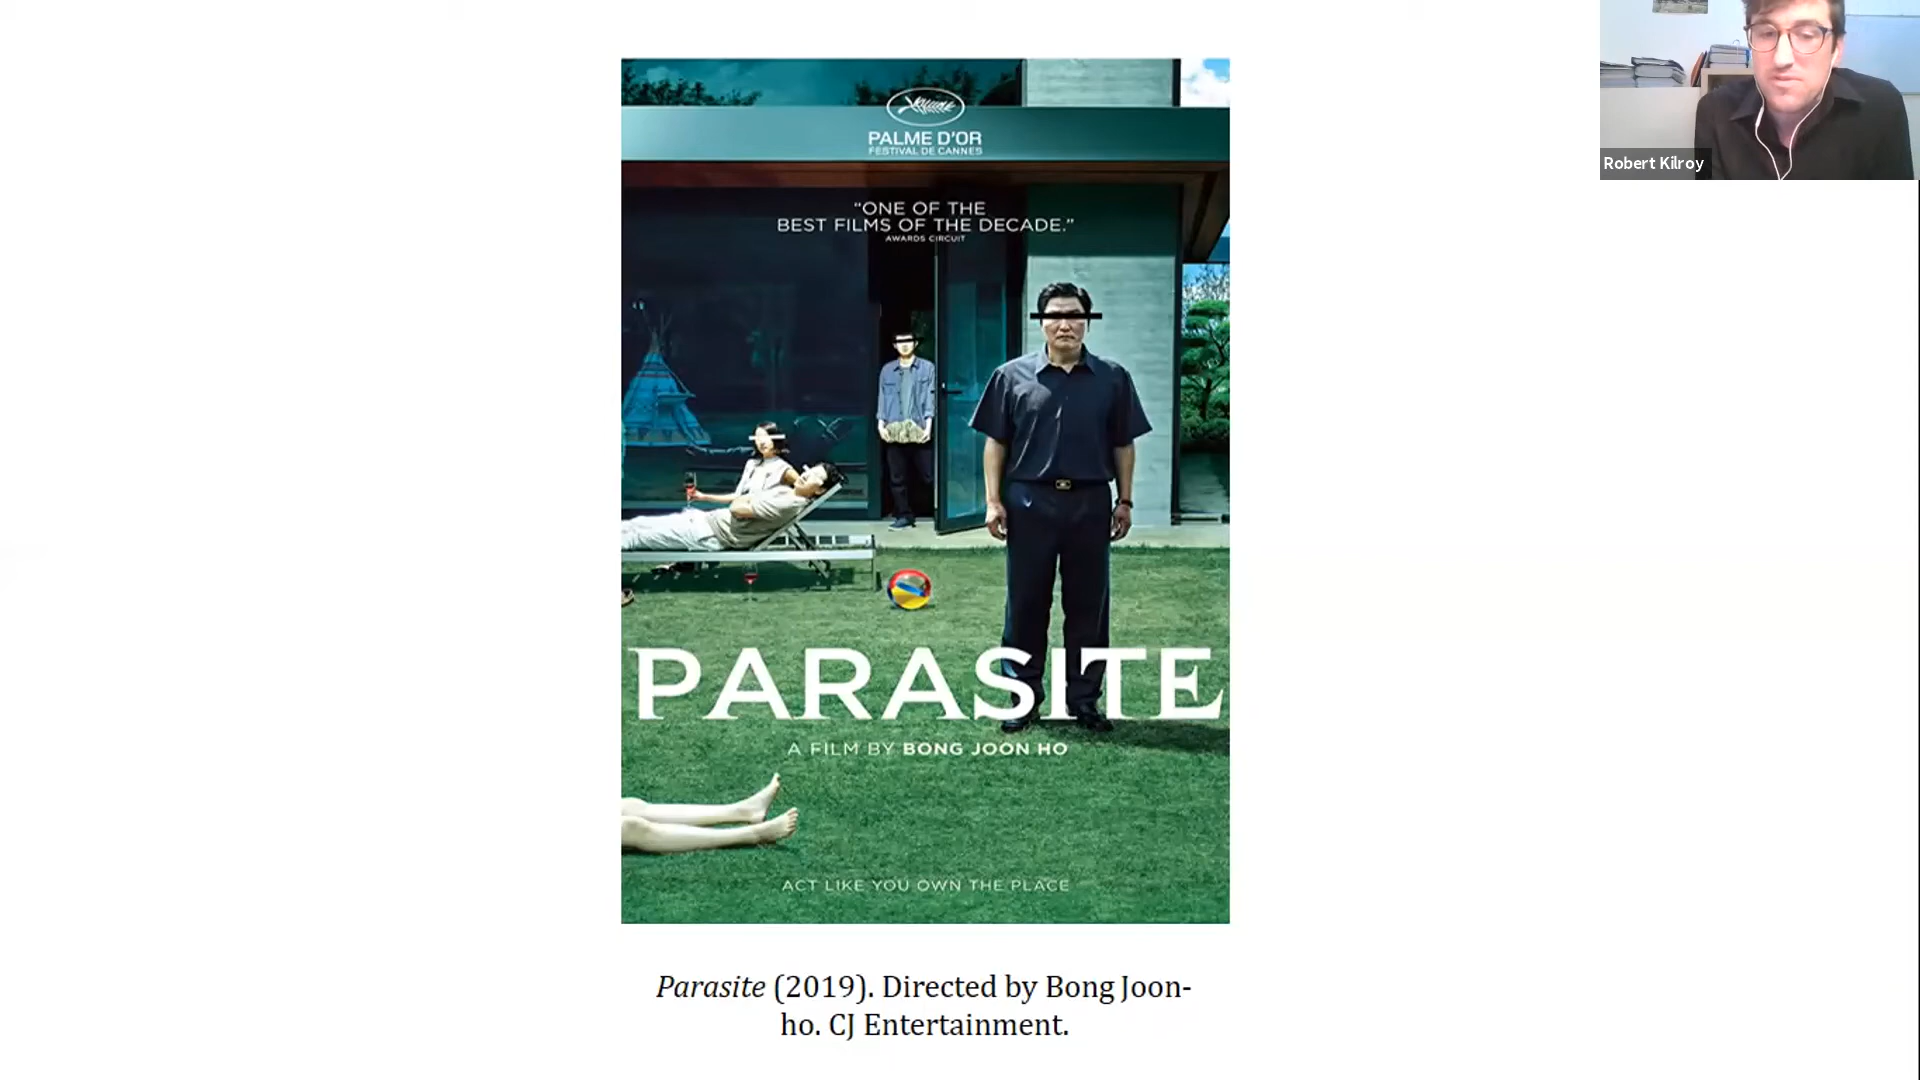 Robert Kilroy
PALME D'OR
FESTIVAL DE CANNES
“ONE OF THE
BEST FILMS OF THE DECADE.”
AWARDS CIRCUIT
PARASITE
A FILM BY BONG JOON HO
ACT LIKE YOU OWN THE PLACE
Parasite (2019). Directed by Bong Joon-
ho. CJ Entertainment.